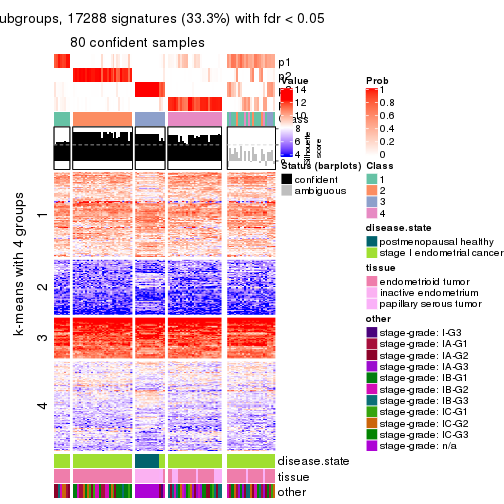 ubgroups, 17288 signatures (33.3%) with fdr < 0.05
80 confident samples
p1
p2
Value
14
12
10
8
6
4
Silhouette
score
Prob
1
0.8
0.6
0.4
0.2
0
Status (barplots)
confident
ambiguous
Class
1
2
3
4
disease.state
postmenopausal healthy
stage I endometrial cancer
tissue
endometrioid tumor
inactive endometrium
papillary serous tumor
other
stage-grade: I-G3
stage-grade: IA-G1
stage-grade: IA-G2
stage-grade: IA-G3
stage-grade: IB-G1
stage-grade: IB-G2
stage-grade: IB-G3
stage-grade: IC-G1
stage-grade: IC-G2
stage-grade: IC-G3
stage-grade: n/a
k-means with 4 groups
1
2
3
4
disease.state
tissue
other